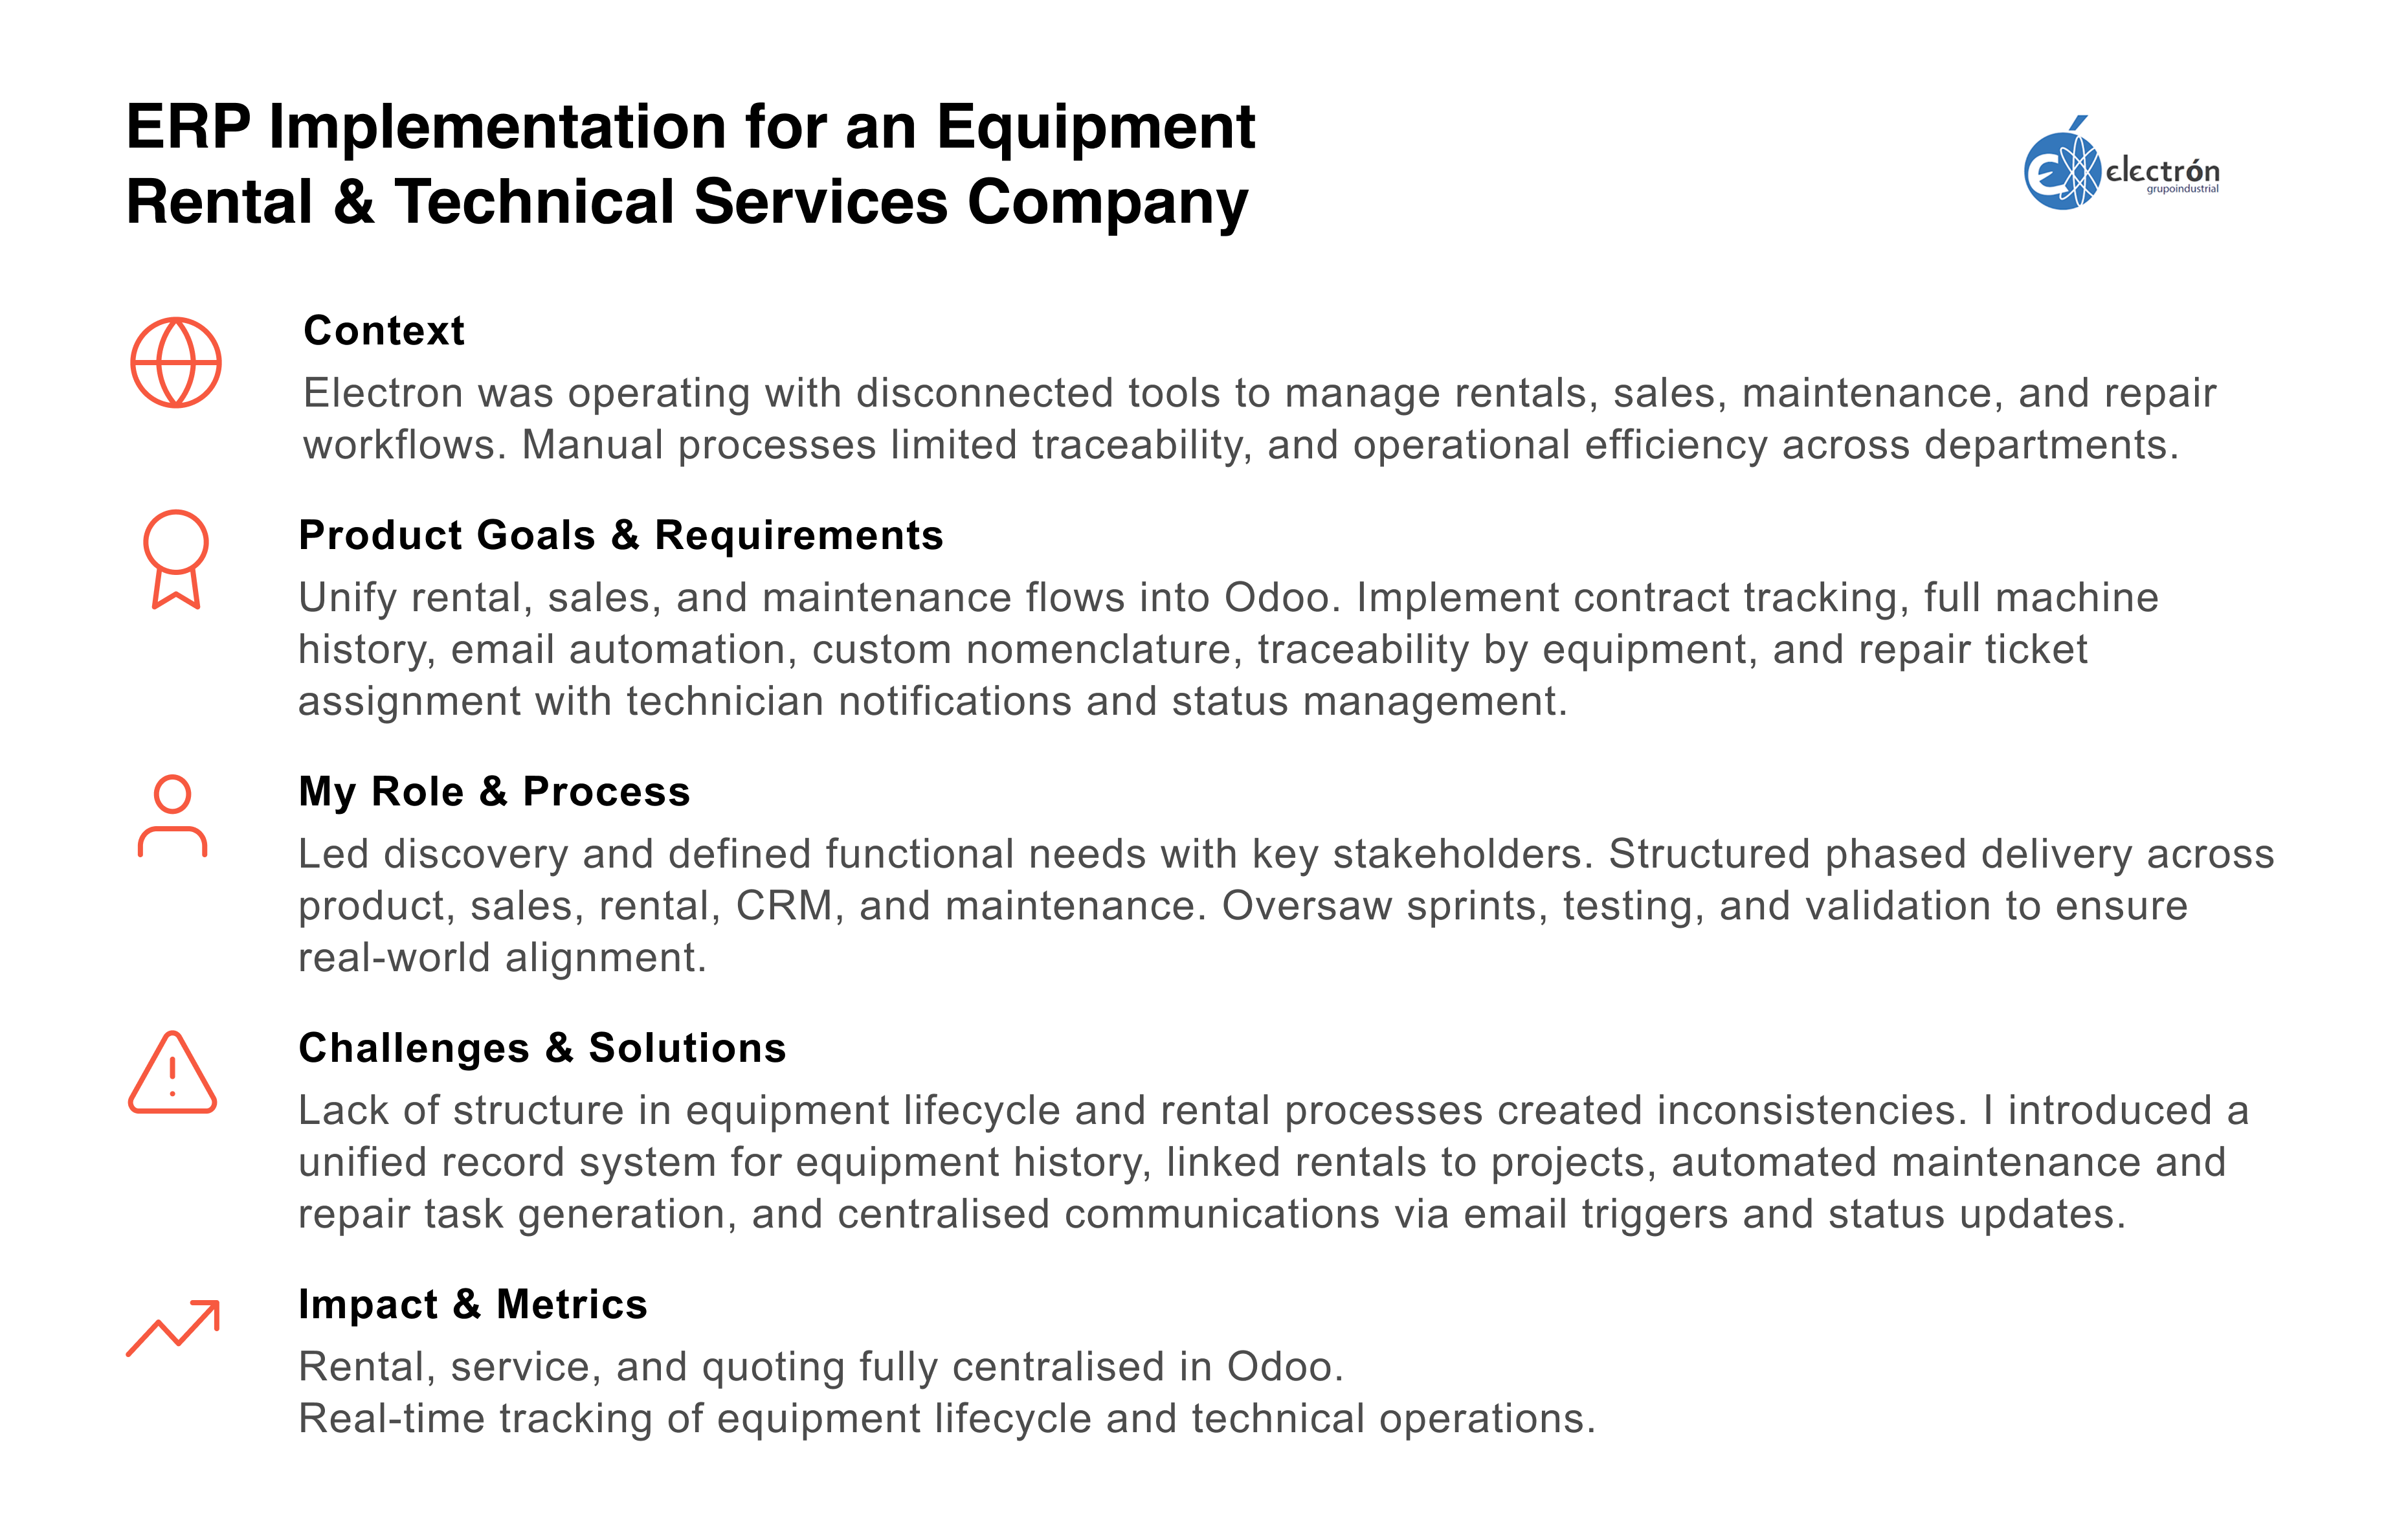 ERP Implementation for an Equipment
Rental & Technical Services Company
electrón
grupoindustrial
Context
Electron was operating with disconnected tools to manage rentals, sales, maintenance, and repair
workflows. Manual processes limited traceability, and operational efficiency across departments.
Product Goals & Requirements
Unify rental, sales, and maintenance flows into Odoo. Implement contract tracking, full machine
history, email automation, custom nomenclature, traceability by equipment, and repair ticket
assignment with technician notifications and status management.
My Role & Process
Led discovery and defined functional needs with key stakeholders. Structured phased delivery across
product, sales, rental, CRM, and maintenance. Oversaw sprints, testing, and validation to ensure
real-world alignment.
Challenges & Solutions
Lack of structure in equipment lifecycle and rental processes created inconsistencies. I introduced a
unified record system for equipment history, linked rentals to projects, automated maintenance and
repair task generation, and centralised communications via email triggers and status updates.
Impact & Metrics
Rental, service, and quoting fully centralised in Odoo.
Real-time tracking of equipment lifecycle and technical operations.